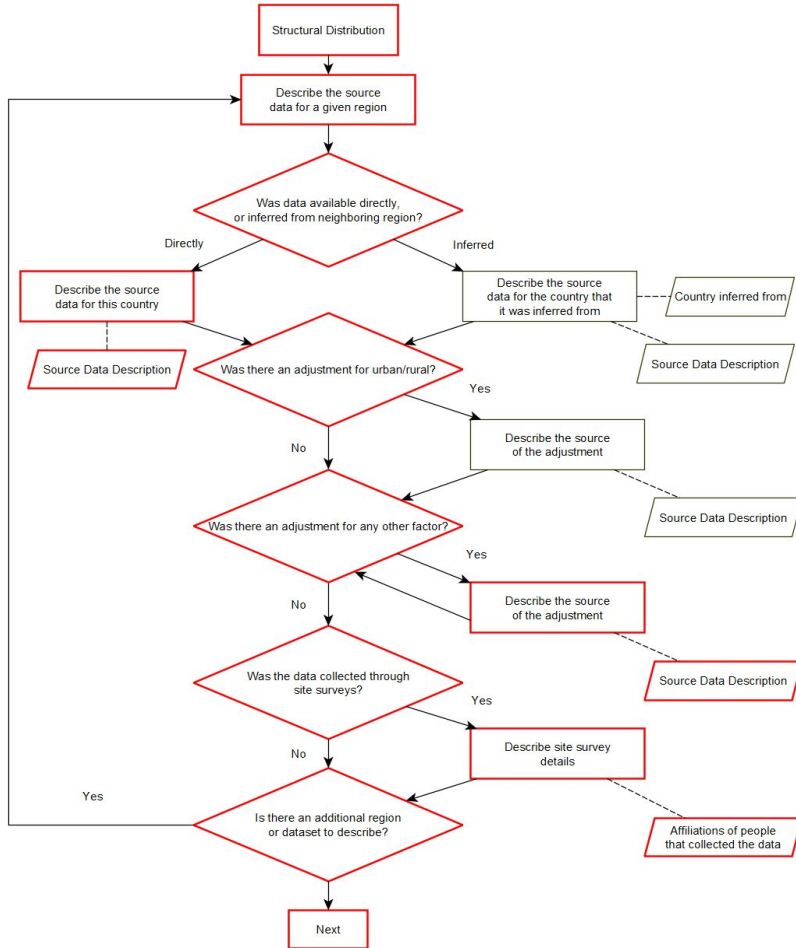 Structural Distribution
Describe the source
data for a given region
Was data available directly,
or inferred from neighboring region?
Directly
Inferred
Describe the source
data for this country
Describe the source
data for the country that
it was inferred from
Country inferred from
Source Data Description
Source Data Description
Was there an adjustment for urban/rural?
Yes
No
Describe the source
of the adjustment
Source Data Description
Was there an adjustment for any other factor?
Yes
No
Describe the source
of the adjustment
Source Data Description
Was the data collected through
site surveys?
Yes
No
Describe site survey
details
Yes
Is there an additional region
or dataset to describe?
Affiliations of people
that collected the data
Next